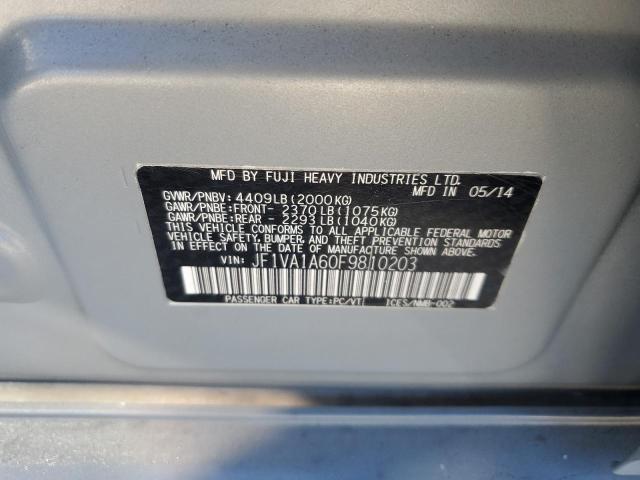 MFD BY FUJI HEAVY INDUSTRIES LTD.
MFD IN 05/14
GVWR/PNBV: 4409LB(2000KG)
GAWR/PNBE:FRONT- 2370LB(1075KG)
GAWR/PNBE:REAR - 2293LB(1040KG)
THIS VEHICLE CONFORMS TO ALL APPLICABLE FEDERAL MOTOR
VEHICLE SAFETY, BUMPER, AND THEFT PREVENTION STANDARDS
IN EFFECT ON THE DATE OF MANUFACTURE SHOWN ABOVE.
VIN: JF1VA1A60F9810203
PASSENGER CAR TYPE:PC/VT ICES/NMB-002